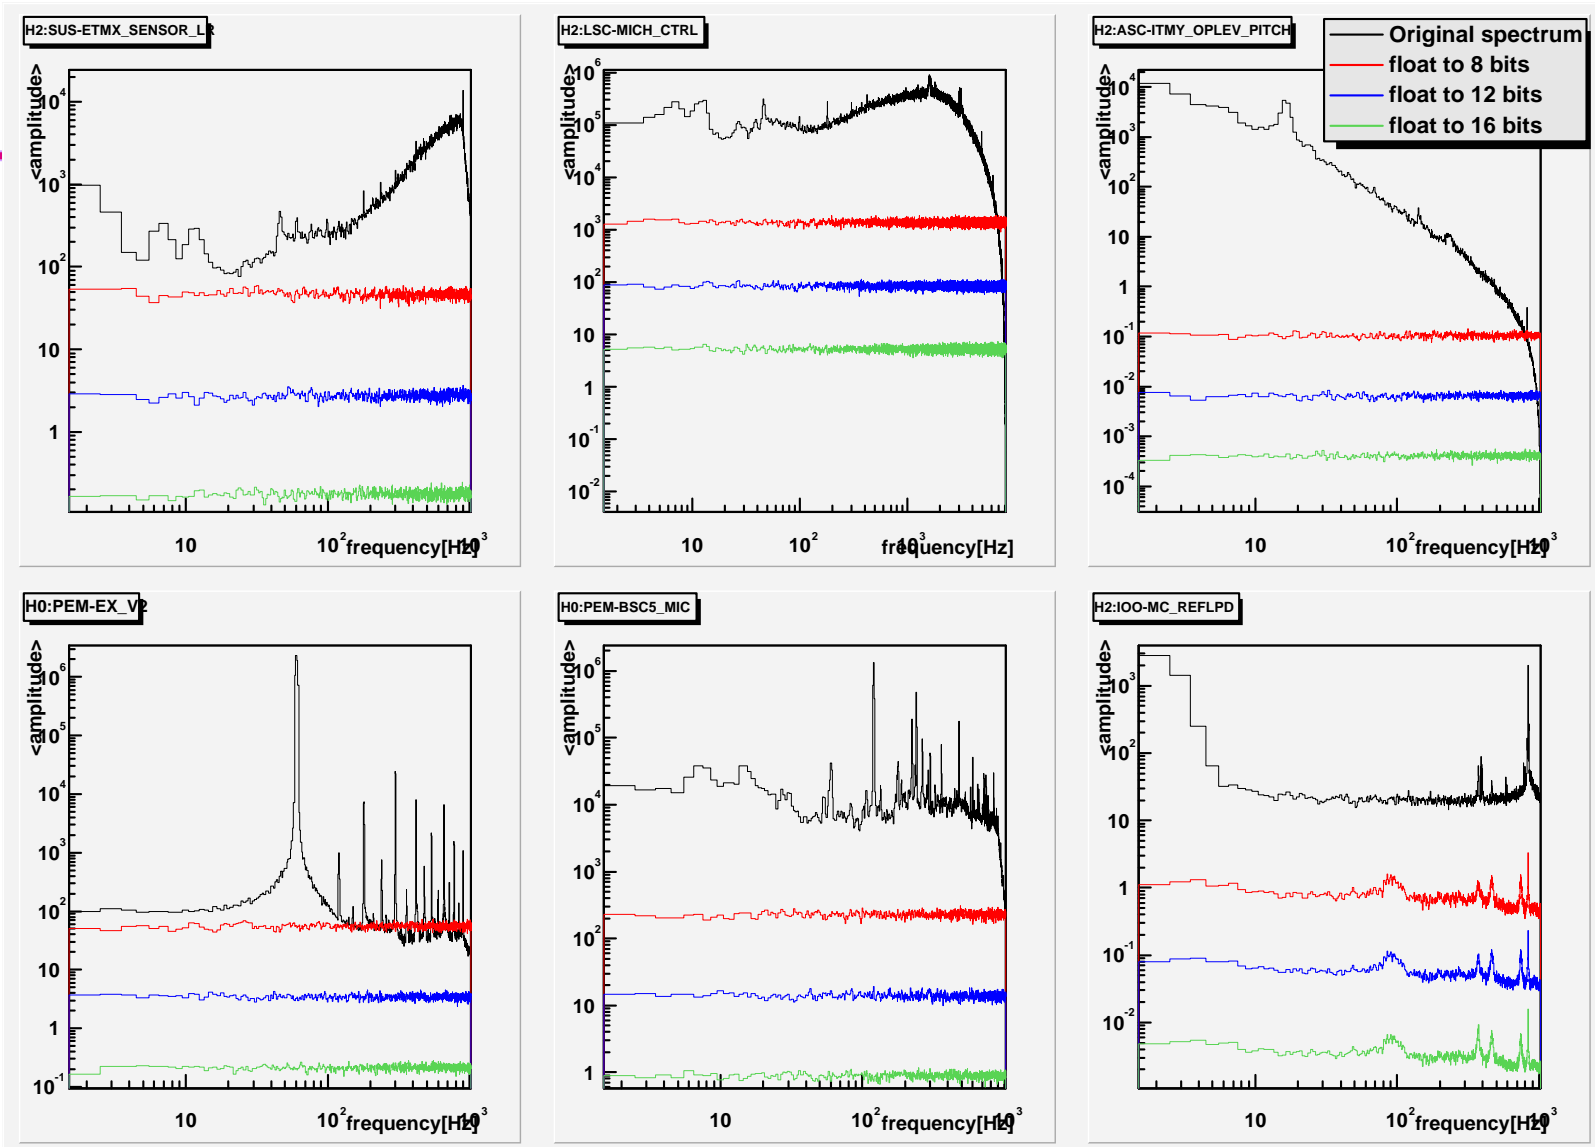 H2:SUS-ETMX_SENSOR_LR
<amplitude>
10^4
10^3
10^2
10
1
10
10^2
10^3
frequency[Hz]
H2:LSC-MICH_CTRL
<amplitude>
10^6
10^5
10^4
10^3
10^2
10
1
10^-1
10^-2
10
10^2
10^3
frequency[Hz]
H2:ASC-ITMY_OPLEV_PITCH
<amplitude>
10^4
10^3
10^2
10
1
10^-1
10^-2
10^-3
10^-4
10
10^2
10^3
frequency[Hz]
Original spectrum
float to 8 bits
float to 12 bits
float to 16 bits
H0:PEM-EX_V2
<amplitude>
10^6
10^5
10^4
10^3
10^2
10
1
10^-1
10
10^2
10^3
frequency[Hz]
H0:PEM-BSC5_MIC
<amplitude>
10^6
10^5
10^4
10^3
10^2
10
1
10
10^2
10^3
frequency[Hz]
H2:IOO-MC_REFLPD
<amplitude>
10^3
10^2
10
1
10^-1
10^-2
10
10^2
10^3
frequency[Hz]